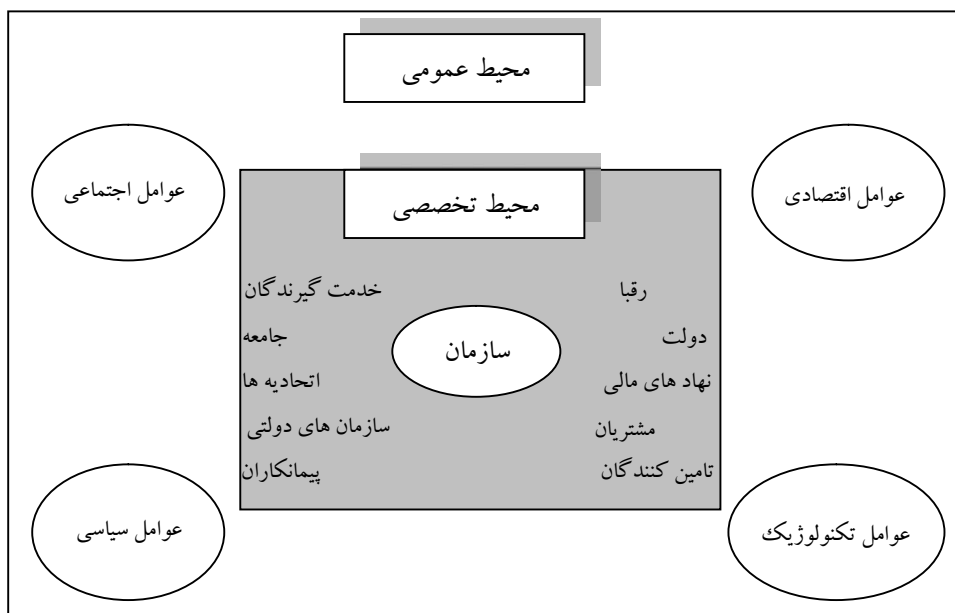 محیط عمومی
عوامل اقتصادی
عوامل اجتماعی
محیط تخصصی
رقبا
خدمت گیرندگان
دولت
جامعه
سازمان
نهاد های مالی
اتحادیه ها
مشتریان
سازمان های دولتی
تامین کنندگان
پیمانکاران
عوامل تکنولوژیک
عوامل سیاسی